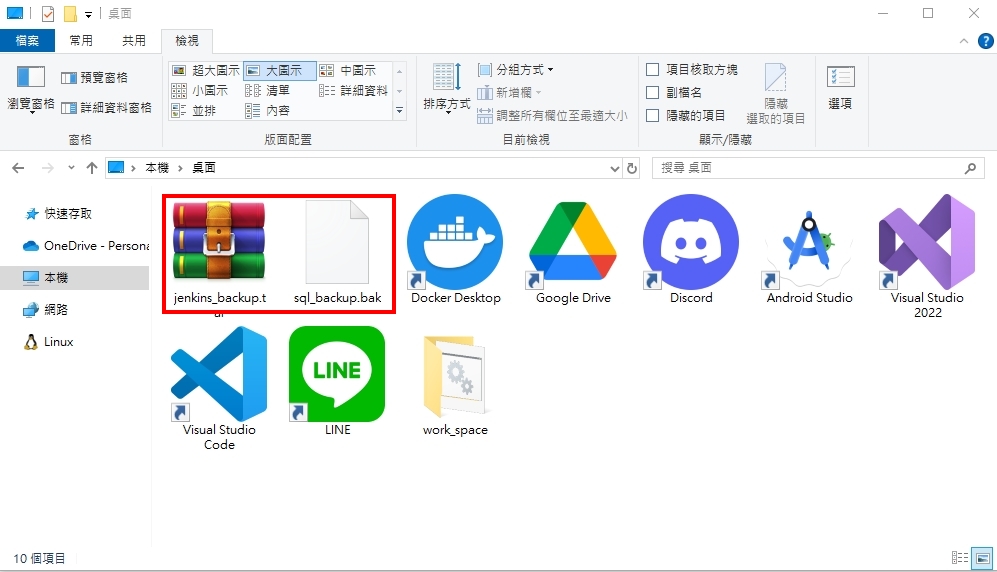 桌面
檔案
常用
共用
檢視
?
瀏覽窗格
預覽窗格
詳細資料窗格
窗格
超大圖示
大圖示
中圖示
小圖示
清單
詳細資料
並排
內容
版面配置
排序方式
分組方式
新增欄
調整所有欄位至最適大小
目前檢視
項目核取方塊
副檔名
隱藏的項目
隱藏
選取的項目
顯示/隱藏
選項
本機 > 桌面
搜尋 桌面
快速存取
OneDrive - Persona
本機
網路
Linux
jenkins_backup.t
ar
sql_backup.bak
Docker Desktop
Google Drive
Discord
Android Studio
Visual Studio
2022
Visual Studio
Code
LINE
LINE
work_space
10 個項目